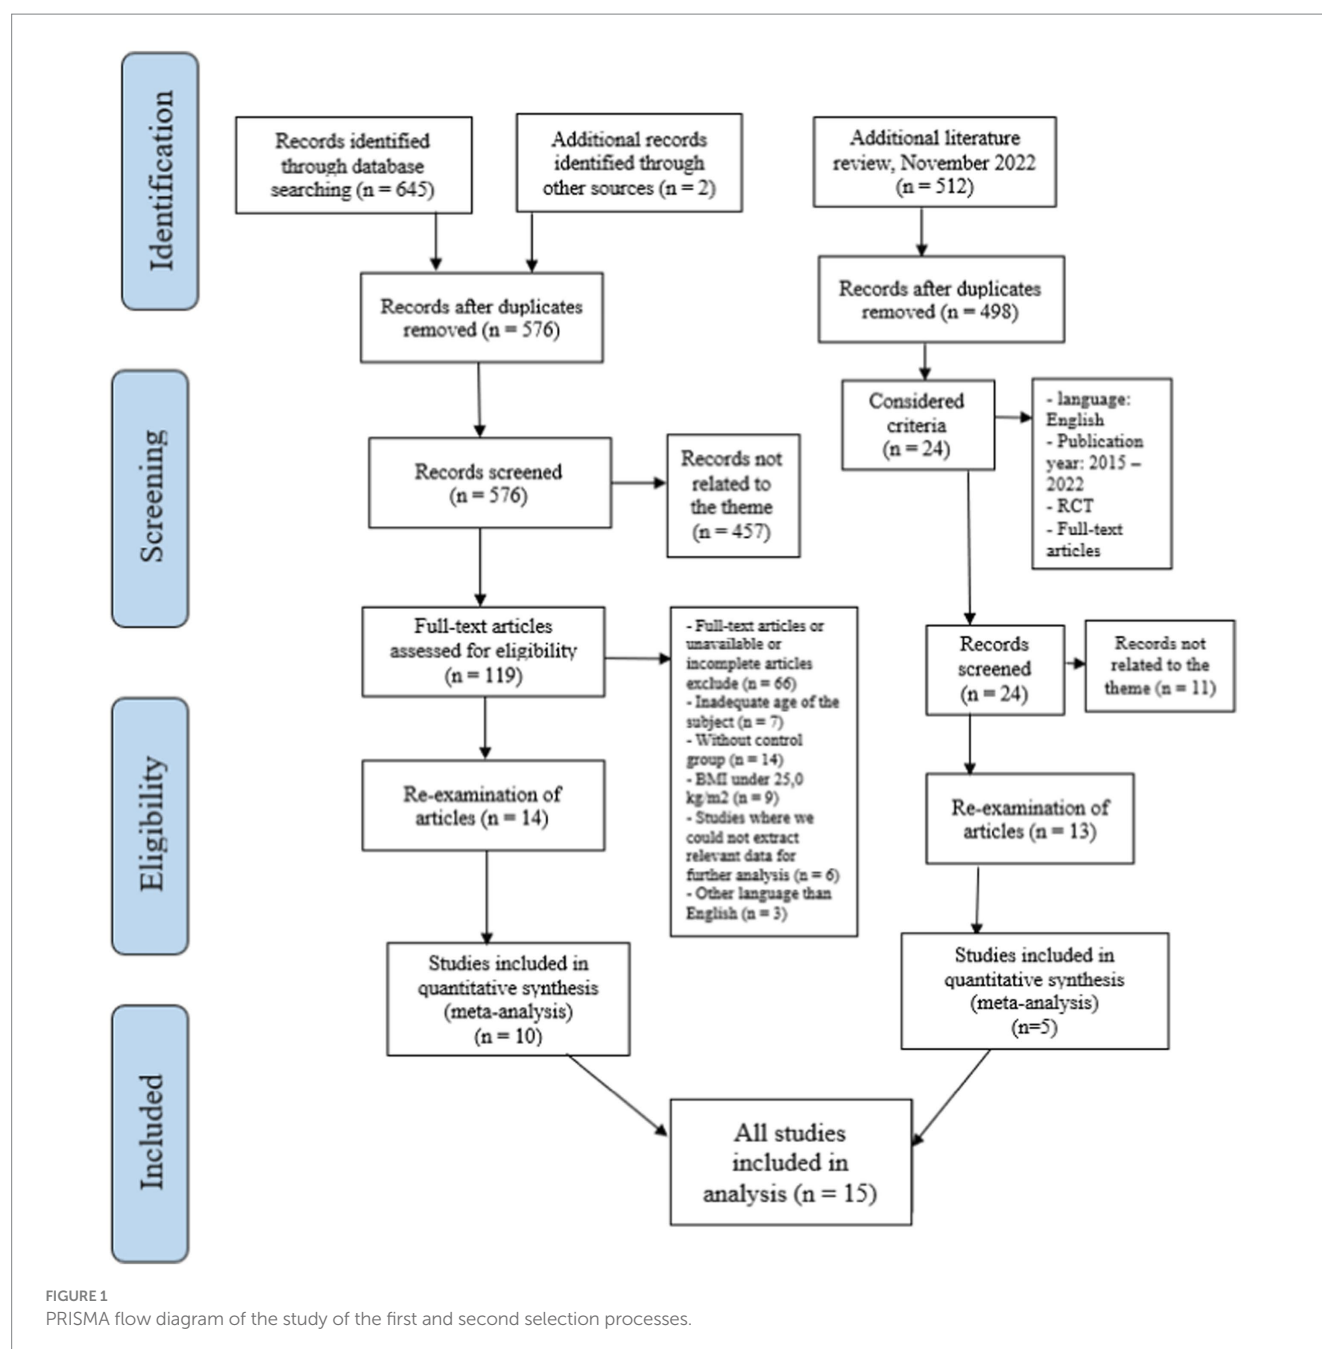 Identification
Records identified
through database
searching (n = 645)
Additional records
identified through
other sources (n = 2)
Additional literature
review, November 2022
(n = 512)
Records after duplicates
removed (n = 576)
Records after duplicates
removed (n = 498)
Screening
Records screened
(n = 576)
Records not
related to
the theme
(n = 457)
Considered
criteria
(n = 24)
- language:
English
- Publication
year: 2015 –
2022
- RCT
- Full-text
articles
Full-text articles
assessed for eligibility
(n = 119)
- Full-text articles or
unavailable or
incomplete articles
exclude (n = 66)
- Inadequate age of the
subject (n = 7)
- Without control
group (n = 14)
- BMI under 25,0
kg/m2 (n = 9)
- Studies where we
could not extract
relevant data for
further analysis (n = 6)
- Other language than
English (n = 3)
Records
screened
(n = 24)
Records not
related to the
theme (n = 11)
Eligibility
Re-examination of
articles (n = 14)
Re-examination of
articles (n = 13)
Studies included in
quantitative synthesis
(meta-analysis)
(n = 10)
Studies included in
quantitative synthesis
(meta-analysis)
(n=5)
Included
All studies
included in
analysis (n = 15)
FIGURE 1
PRISMA flow diagram of the study of the first and second selection processes.